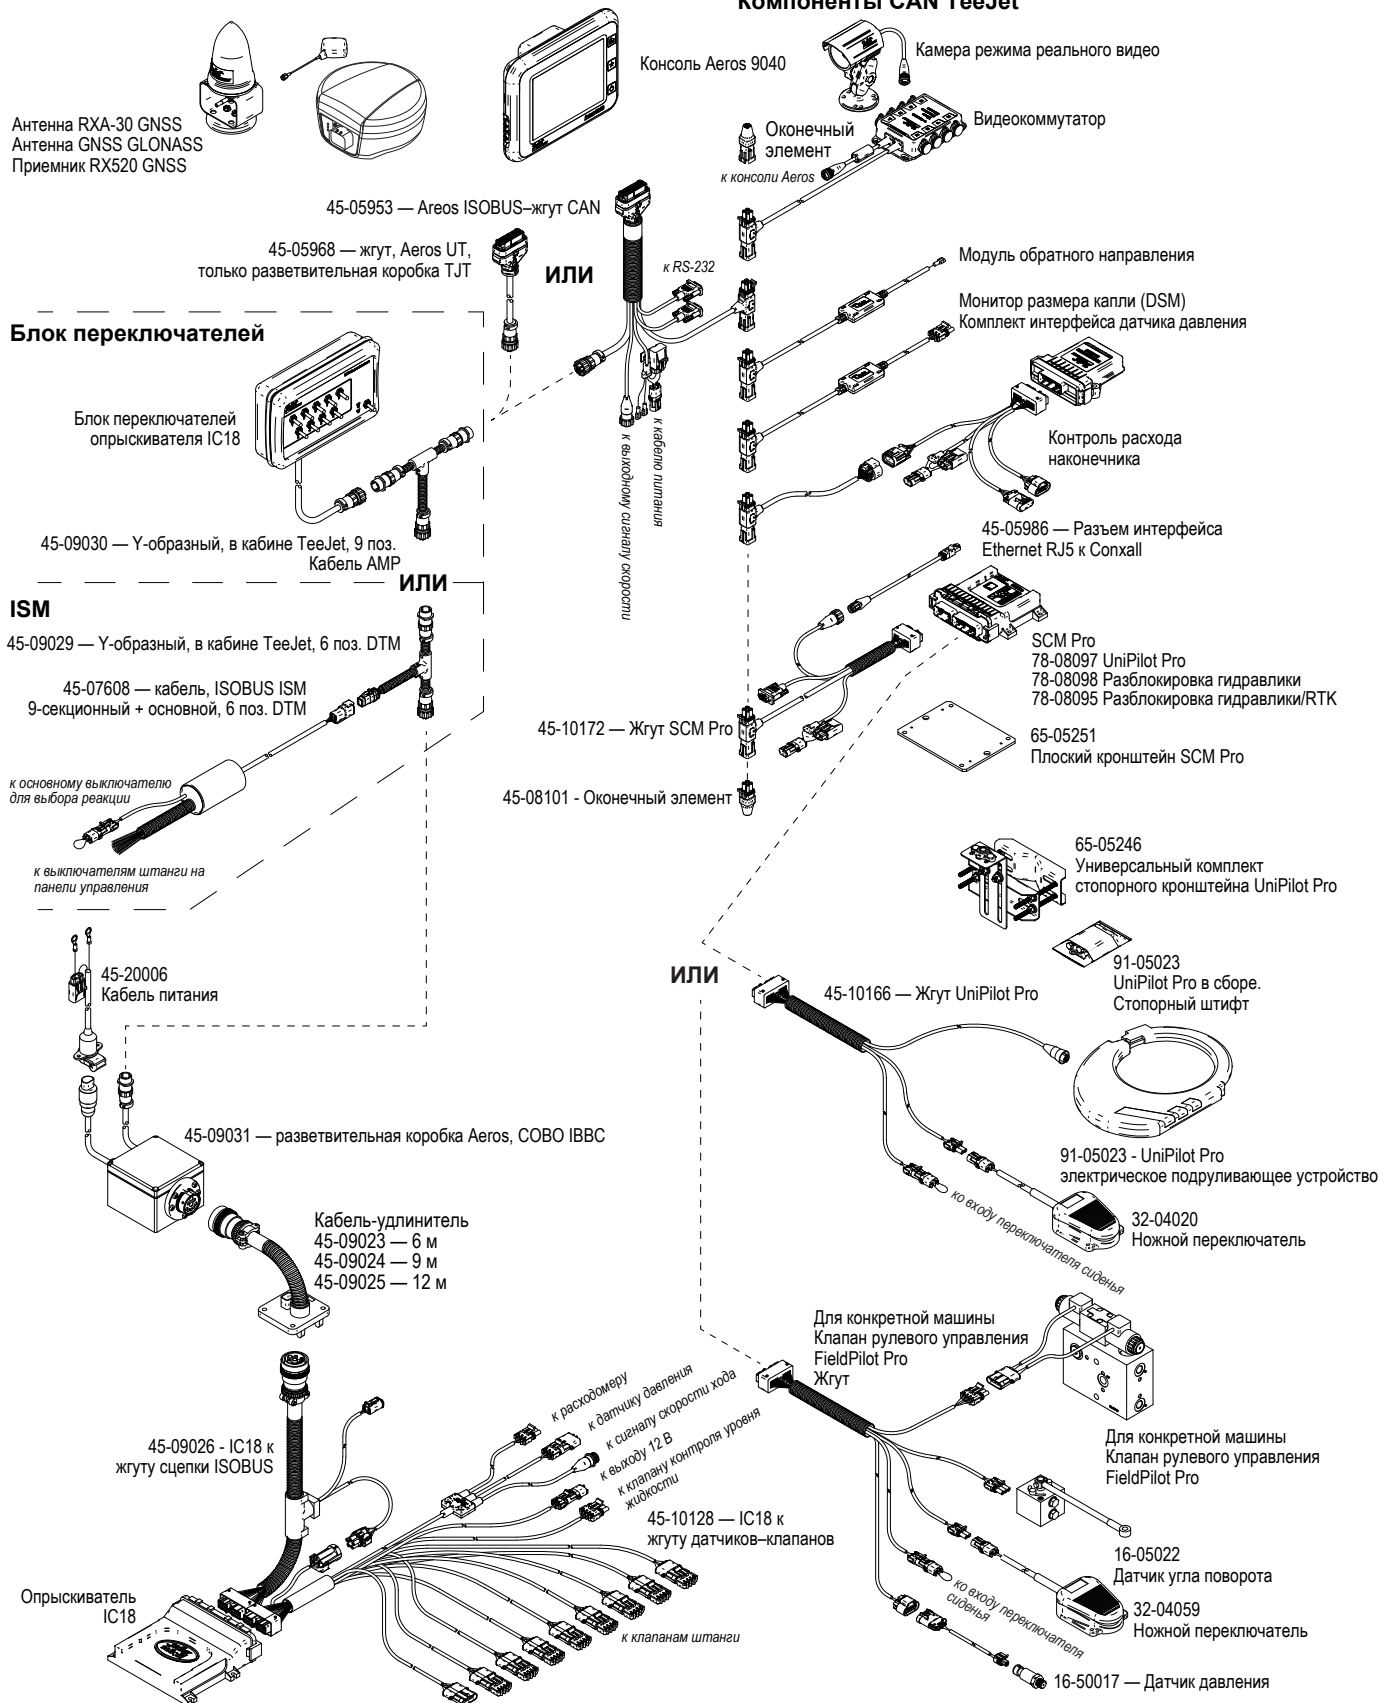 Компоненты CAN TeeJet
Камера режима реального видео
Консоль Aeros 9040
Антенна RXA-30 GNSS
Антенна GNSS GLONASS
Приемник RX520 GNSS
Оконечный
элемент
Видеокоммутатор
к консоли Aeros
45-05953 — Areos ISOBUS–жгут CAN
45-05968 — жгут, Aeros UT,
только разветвительная коробка TJT
ИЛИ
к RS-232
Модуль обратного направления
Монитор размера капли (DSM)
Комплект интерфейса датчика давления
Блок переключателей
Блок переключателей
опрыскивателя IC18
к выходному сигналу скорости
к кабелю питания
Контроль расхода
наконечника
45-09030 — Y-образный, в кабине TeeJet, 9 поз.
Кабель AMP
45-05986 — Разъем интерфейса
Ethernet RJ5 к Conxall
ИЛИ
ISM
45-09029 — Y-образный, в кабине TeeJet, 6 поз. DTM
45-07608 — кабель, ISOBUS ISM
9-секционный + основной, 6 поз. DTM
SCM Pro
78-08097 UniPilot Pro
78-08098 Разблокировка гидравлики
78-08095 Разблокировка гидравлики/RTK
45-10172 — Жгут SCM Pro
65-05251
Плоский кронштейн SCM Pro
45-08101 - Оконечный элемент
к основному выключателю
для выбора реакции
к выключателям штанги на
панели управления
65-05246
Универсальный комплект
стопорного кронштейна UniPilot Pro
45-20006
Кабель питания
91-05023
UniPilot Pro в сборе.
Стопорный штифт
ИЛИ
45-10166 — Жгут UniPilot Pro
45-09031 — разветвительная коробка Aeros, COBO IBBC
91-05023 - UniPilot Pro
электрическое подруливающее устройство
ко входу переключателя сиденья
32-04020
Ножной переключатель
Кабель-удлинитель
45-09023 — 6 м
45-09024 — 9 м
45-09025 — 12 м
Для конкретной машины
Клапан рулевого управления
FieldPilot Pro
Жгут
к расходомеру
к датчику давления
к сигналу скорости хода
к выходу 12 В
к клапану контроля уровня
жидкости
45-09026 - IC18 к
жгуту сцепки ISOBUS
Для конкретной машины
Клапан рулевого управления
FieldPilot Pro
45-10128 — IC18 к
жгуту датчиков–клапанов
16-05022
Датчик угла поворота
ко входу переключателя
сиденья
32-04059
Ножной переключатель
Опрыскиватель
IC18
к клапанам штанги
16-50017 — Датчик давления